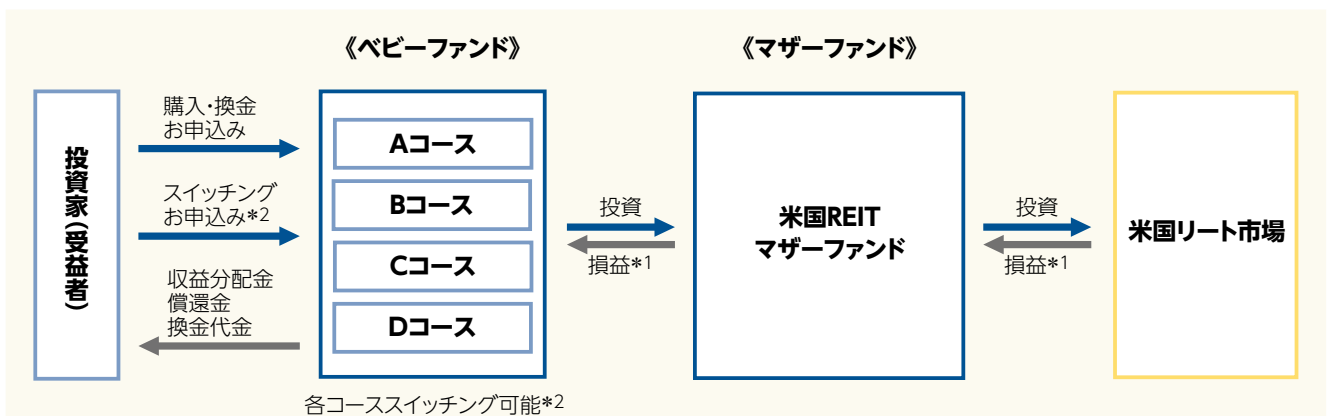 《ベビーファンド》
《マザーファンド》
投資家(受益者)
購入・換金
お申込み
スイッチング
お申込み*2
収益分配金
償還金
換金代金
Aコース
Bコース
Cコース
Dコース
各コーススイッチング可能*2
投資
損益*1
米国REIT
マザーファンド
投資
損益*1
米国リート市場